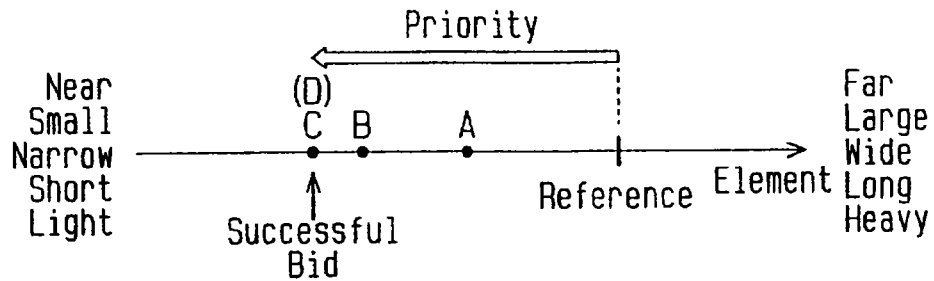 Priority
Near
Small
Narrow
Short
Light
(D)
C
B
A
Successful
Bid
Reference
Element
Far
Large
Wide
Long
Heavy